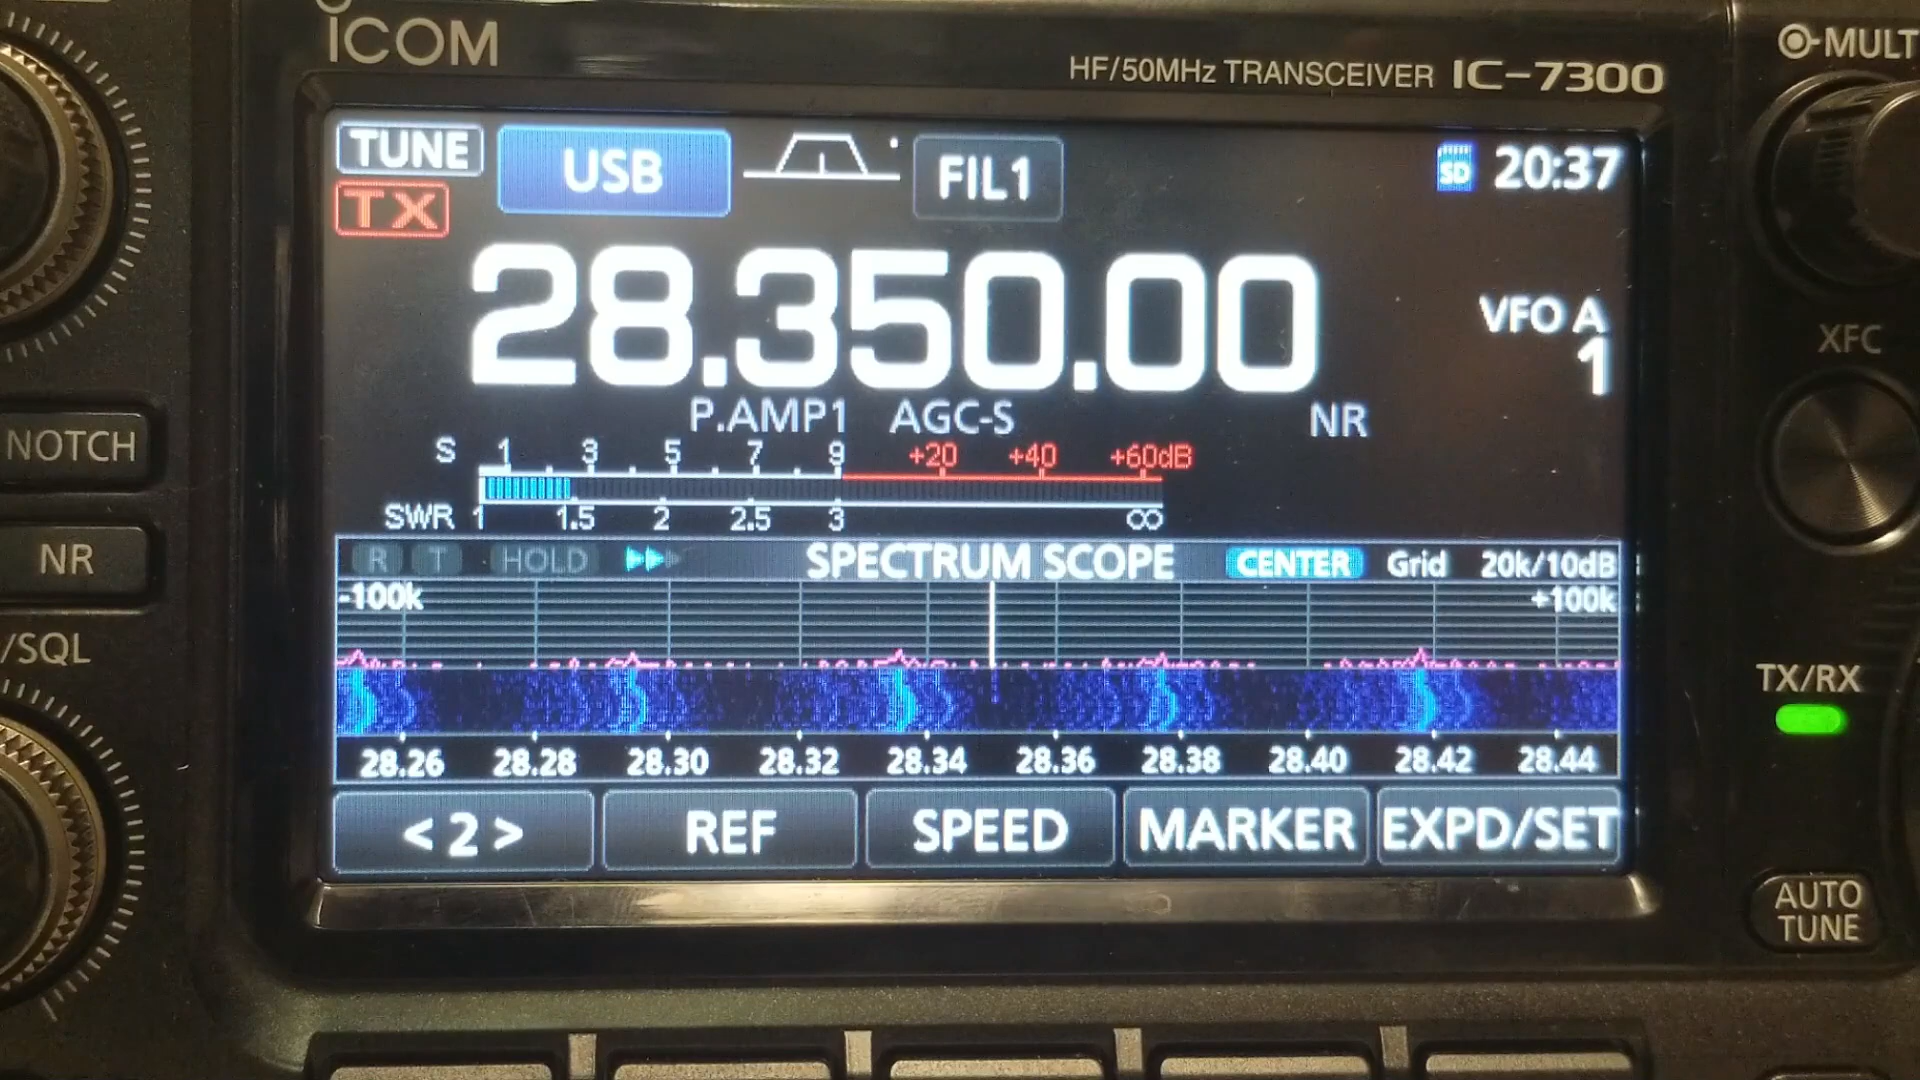 ICOM
HF/50MHz TRANSCEIVER IC-7300
MULT
TUNE USB FIL1 SD 20:37
TX
28.350.00
VFO A
1
XFC
P.AMP1 AGC-S NR
S 1 3 5 7 9 +20 +40 +60dB
SWR 1 1.5 2 2.5 3 ∞
NOTCH
NR
/SQL
R T HOLD SPECTRUM SCOPE CENTER Grid 20k/10dB
-100k +100k
28.26 28.28 28.30 28.32 28.34 28.36 28.38 28.40 28.42 28.44
TX/RX
<2> REF SPEED MARKER EXPD/SET
AUTO
TUNE